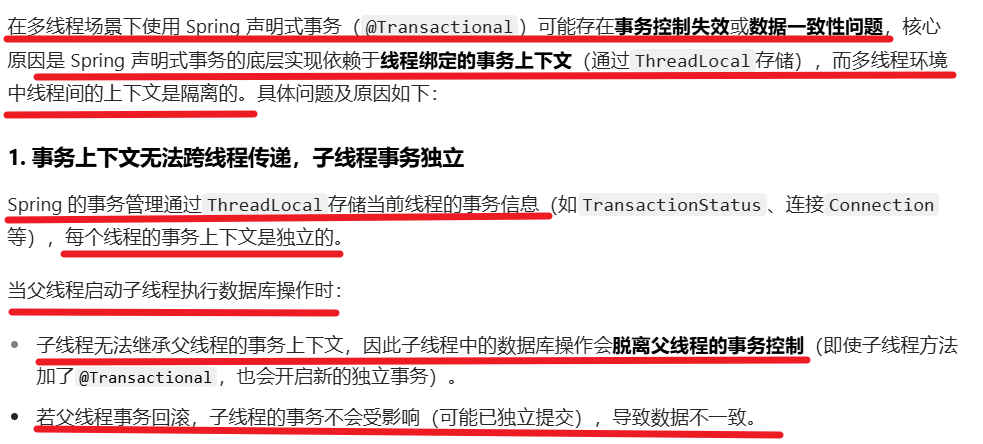 在多线程场景下使用 Spring 声明式事务（@Transactional）可能存在事务控制失效或数据一致性问题，核心
原因是 Spring 声明式事务的底层实现依赖于线程绑定的事务上下文（通过 ThreadLocal 存储），而多线程环境
中线程间的上下文是隔离的。具体问题及原因如下：
1. 事务上下文无法跨线程传递，子线程事务独立
Spring 的事务管理通过 ThreadLocal 存储当前线程的事务信息（如 TransactionStatus、连接 Connection
等），每个线程的事务上下文是独立的。
当父线程启动子线程执行数据库操作时：
• 子线程无法继承父线程的事务上下文，因此子线程中的数据库操作会脱离父线程的事务控制（即使子线程方法
加了 @Transactional，也会开启新的独立事务）。
• 若父线程事务回滚，子线程的事务不会受影响（可能已独立提交），导致数据不一致。